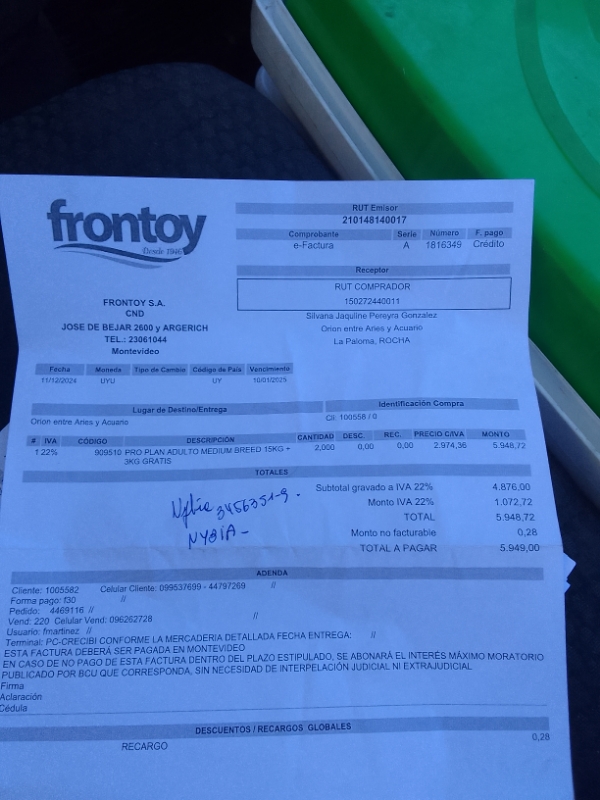 frontoy
Desde 1946
RUT Emisor
210148140017
Comprobante Serie Número F. pago
e-Factura A 1816349 Crédito
Receptor
RUT COMPRADOR
150272440011
Silvana Jaquline Pereyra Gonzalez
Orion entre Aries y Acuario
La Paloma, ROCHA
FRONTOY S.A.
CND
JOSE DE BEJAR 2600 y ARGERICH
TEL.: 23061044
Montevideo
Fecha Moneda Tipo de Cambio Código de País Vencimiento
11/12/2024 UYU UY 10/01/2025
Lugar de Destino/Entrega Identificación Compra
Orion entre Aries y Acuario CII: 100558 / 0
# IVA CÓDIGO DESCRIPCIÓN CANTIDAD DESC. REC. PRECIO C/IVA MONTO
1 22% 909510 PRO PLAN ADULTO MEDIUM BREED 15KG + 2,000 0,00 0,00 2.974,36 5.948,72
3KG GRATIS
TOTALES
Subtotal gravado a IVA 22% 4.876,00
Monto IVA 22% 1.072,72
TOTAL 5.948,72
Monto no facturable 0,28
TOTAL A PAGAR 5.949,00
3456351-9.
NYBIA -
ADENDA
Cliente: 1005582 Celular Cliente: 099537699 - 44797269 //
Forma pago: f30 //
Pedido: 4469116 //
Vend: 220 Celular Vend: 096262728 //
Usuario: fmartinez //
Terminal: PC-CRECIBI CONFORME LA MERCADERIA DETALLADA FECHA ENTREGA: //
ESTA FACTURA DEBERÁ SER PAGADA EN MONTEVIDEO
EN CASO DE NO PAGO DE ESTA FACTURA DENTRO DEL PLAZO ESTIPULADO, SE ABONARÁ EL INTERÉS MÁXIMO MORATORIO
PUBLICADO POR BCU QUE CORRESPONDA, SIN NECESIDAD DE INTERPELACIÓN JUDICIAL NI EXTRAJUDICIAL
Firma
Aclaración
Cédula
DESCUENTOS / RECARGOS GLOBALES
RECARGO 0,28